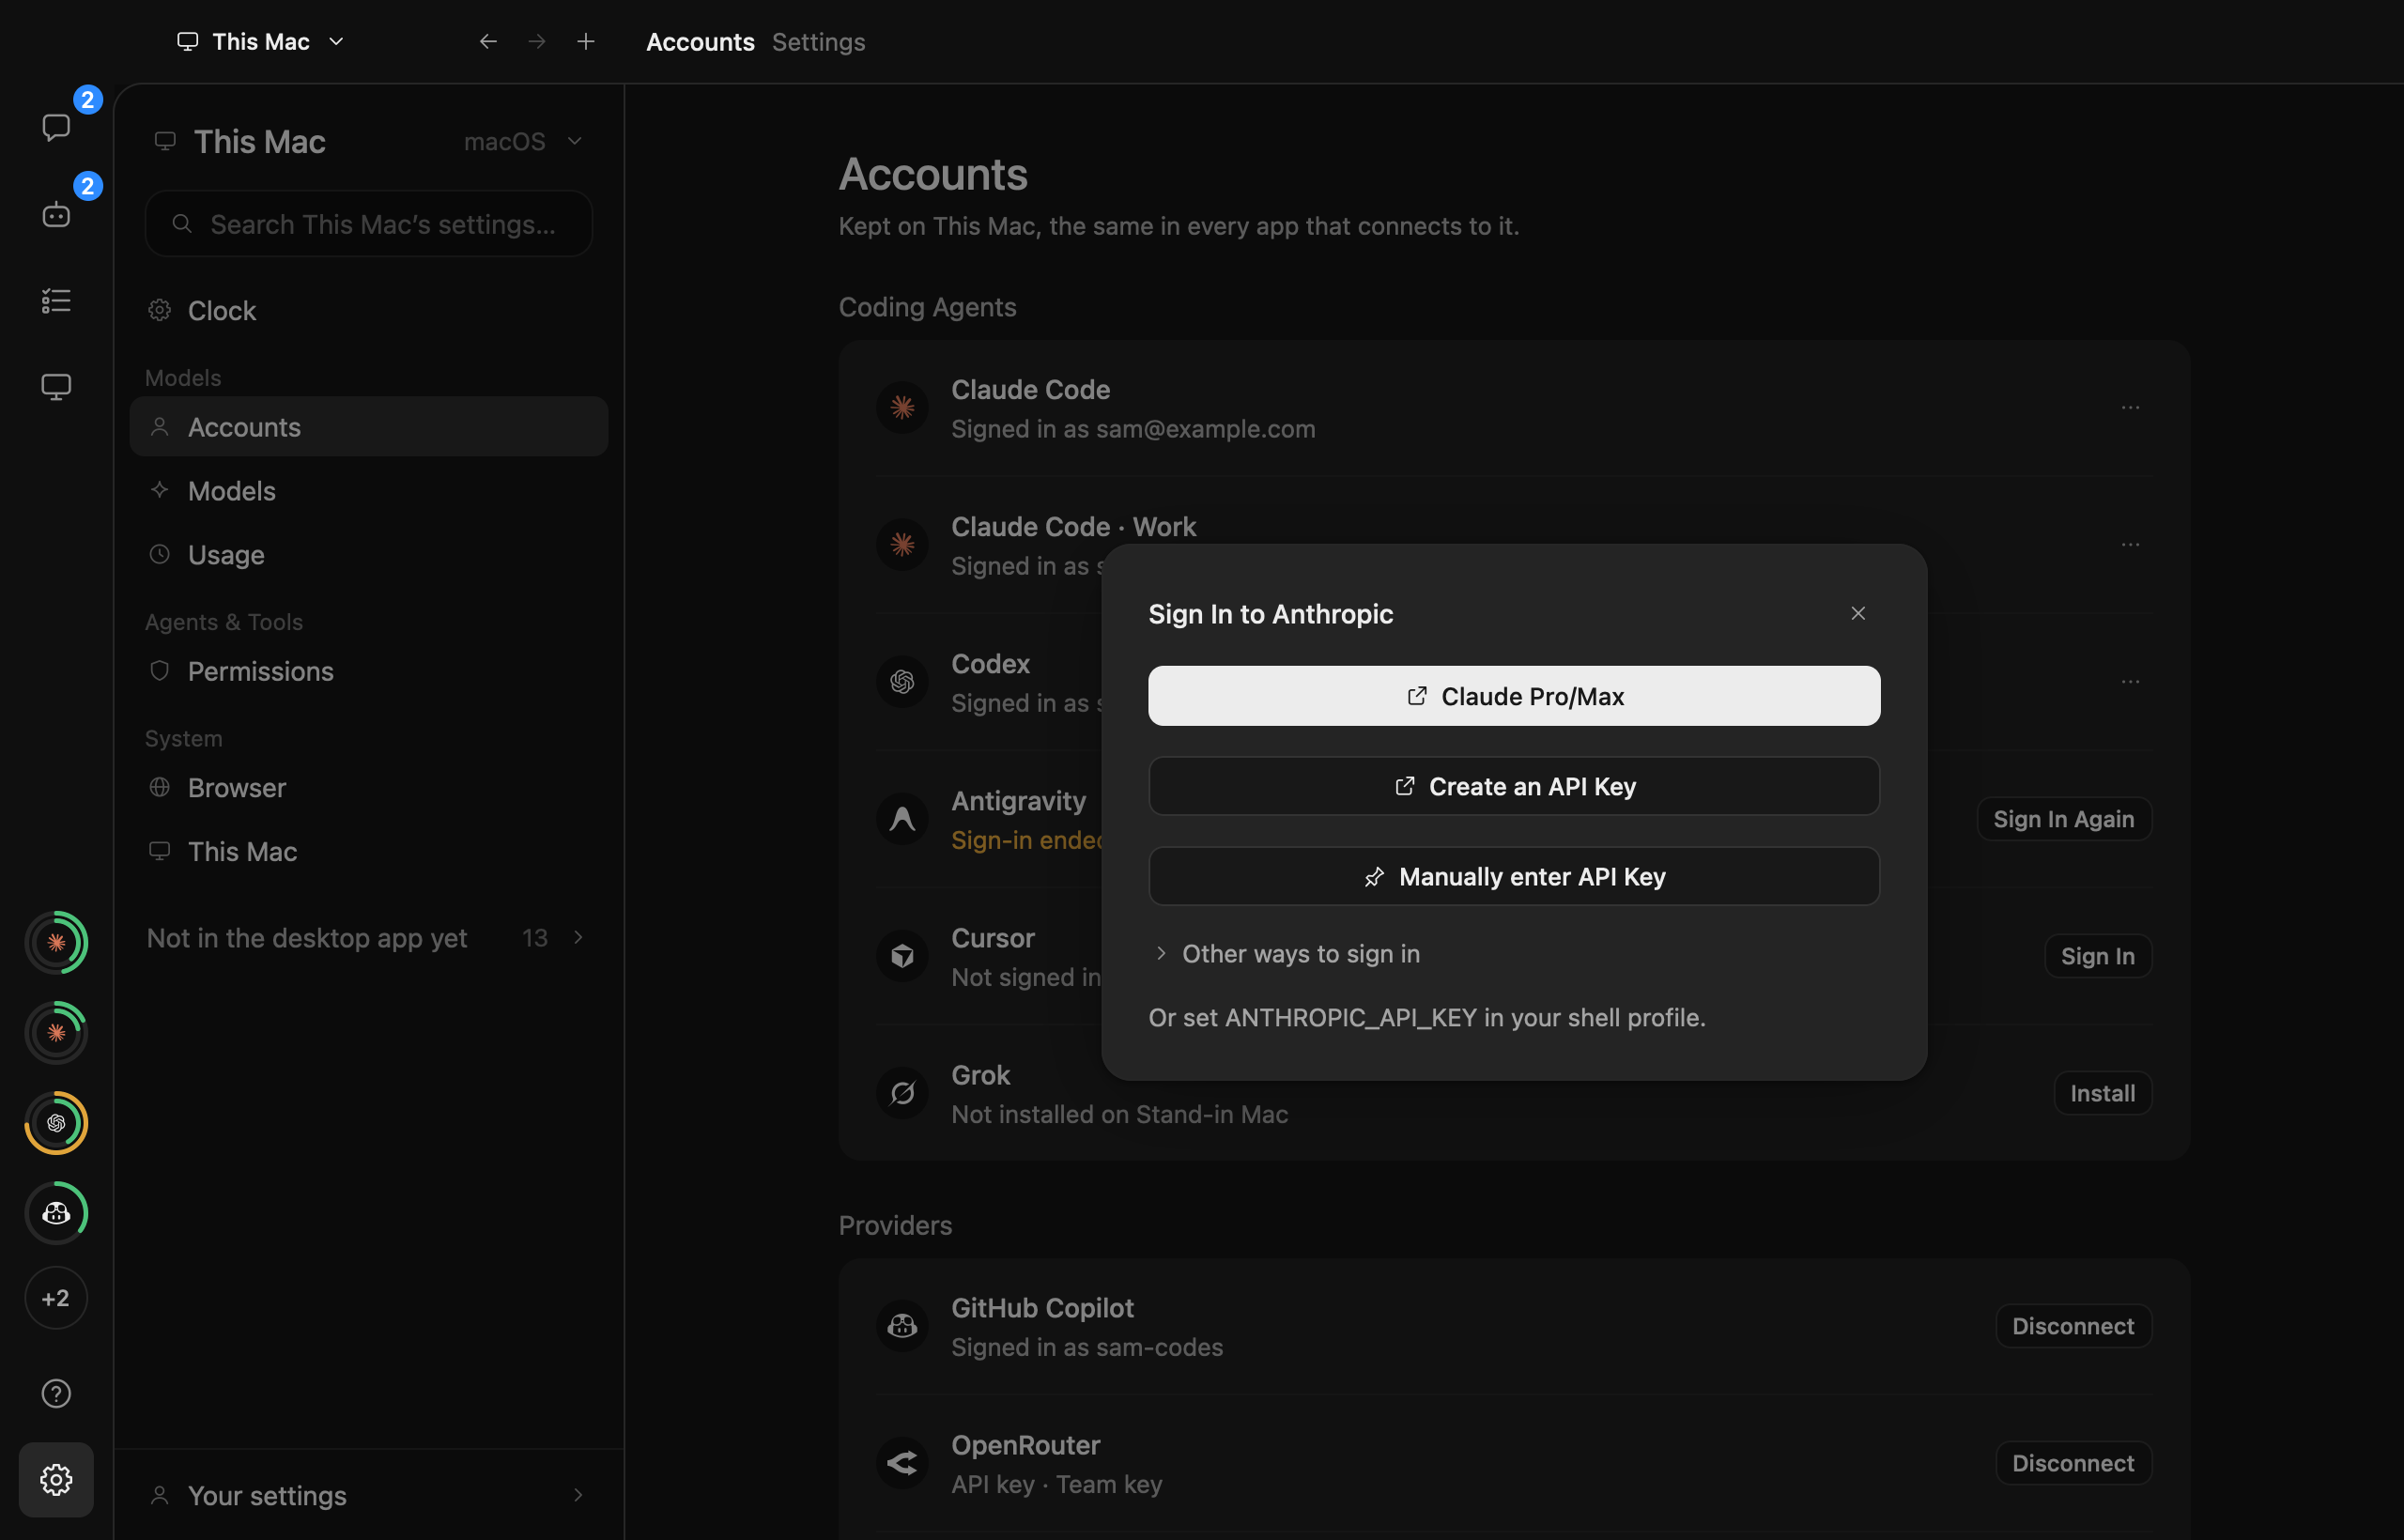 This Mac
Accounts Settings
2
2
This Mac macOS
Search This Mac’s settings...
Clock
Models
Accounts
Models
Usage
Agents & Tools
Permissions
System
Browser
This Mac
Not in the desktop app yet 13
+2
Your settings
Accounts
Kept on This Mac, the same in every app that connects to it.
Coding Agents
Claude Code
Signed in as sam@example.com
Claude Code · Work
Signed in as
Codex
Signed in as
Antigravity
Sign-in ended
Sign In Again
Cursor
Not signed in
Sign In
Grok
Not installed on Stand-in Mac
Install
Sign In to Anthropic
Claude Pro/Max
Create an API Key
Manually enter API Key
Other ways to sign in
Or set ANTHROPIC_API_KEY in your shell profile.
Providers
GitHub Copilot
Signed in as sam-codes
Disconnect
OpenRouter
API key · Team key
Disconnect